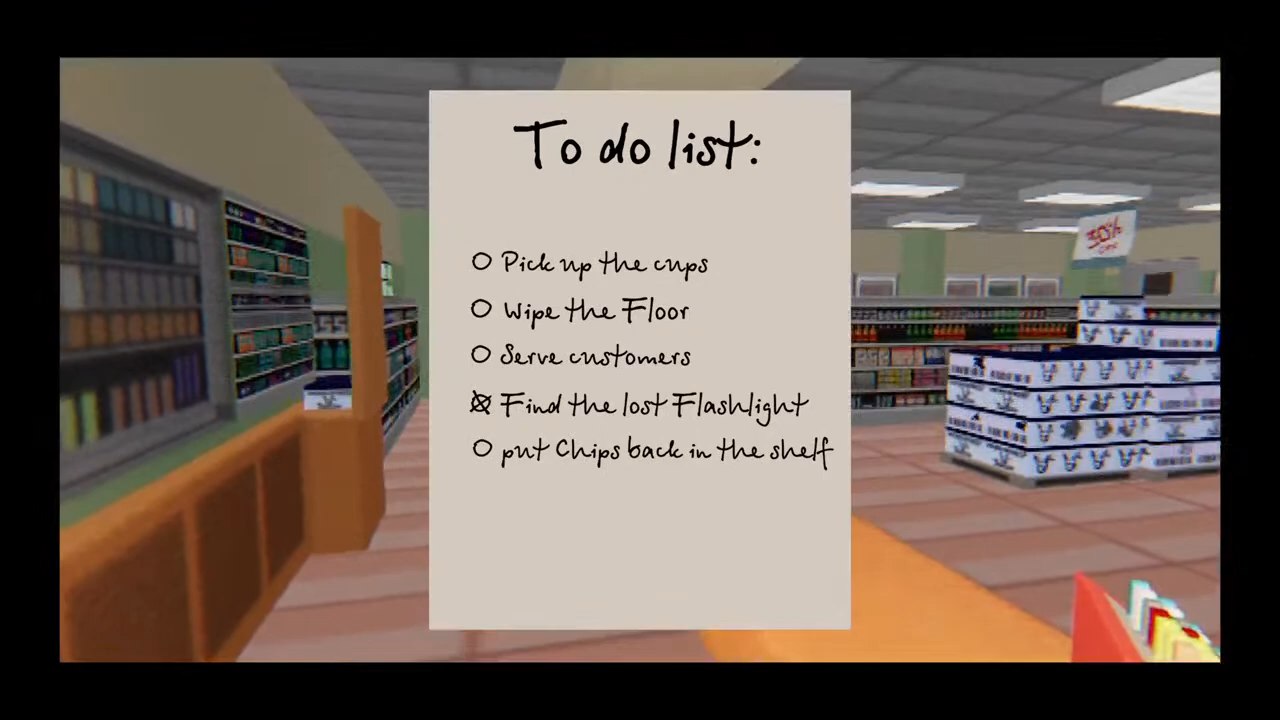 To do list:
Pick up the cups
Wipe the Floor
Serve customers
Find the lost Flashlight
put Chips back in the shelf
30%